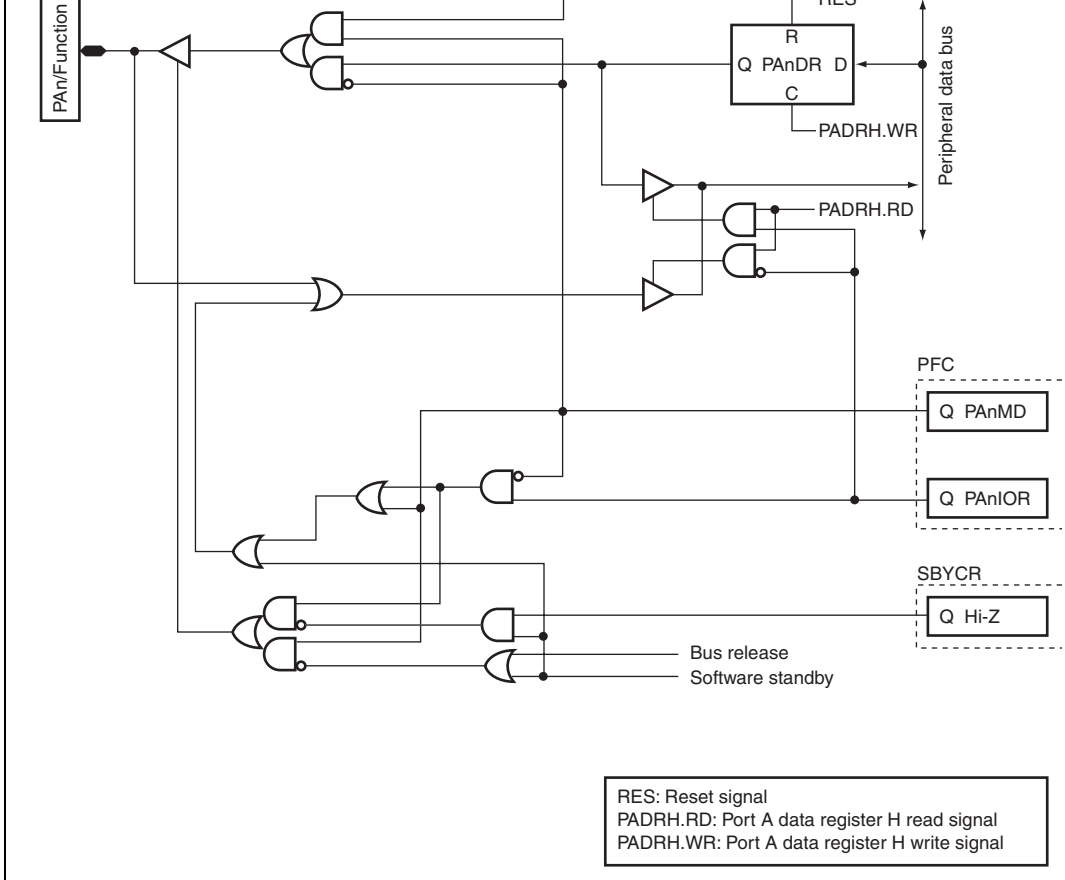 RES
PAn/Function
R
Q PAnDR D
C
PADRH.WR
Peripheral data bus
PADRH.RD
PFC
Q PAnMD
Q PAnIOR
SBYCR
Q Hi-Z
Bus release
Software standby
RES: Reset signal
PADRH.RD: Port A data register H read signal
PADRH.WR: Port A data register H write signal